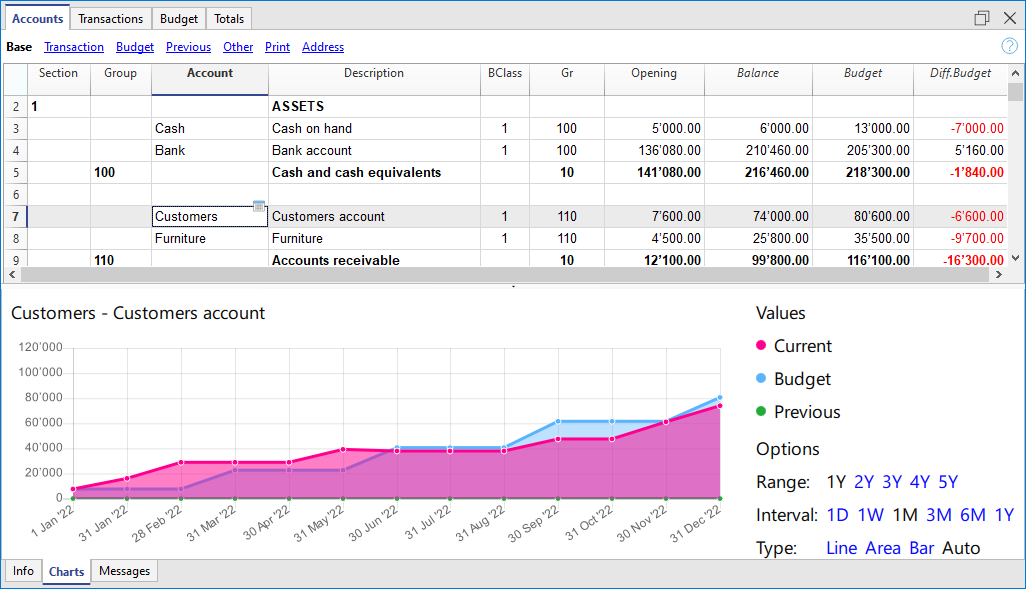 Accounts Transactions Budget Totals
Base Transaction Budget Previous Other Print Address ?
Section Group Account Description BClass Gr Opening Balance Budget Diff.Budget
2 1 ASSETS
3 Cash Cash on hand 1 100 5’000.00 6’000.00 13’000.00 -7’000.00
4 Bank Bank account 1 100 136’080.00 210’460.00 205’300.00 5’160.00
5 100 Cash and cash equivalents 10 141’080.00 216’460.00 218’300.00 -1’840.00
6
7 Customers Customers account 1 110 7’600.00 74’000.00 80’600.00 -6’600.00
8 Furniture Furniture 1 110 4’500.00 25’800.00 35’500.00 -9’700.00
9 110 Accounts receivable 10 12’100.00 99’800.00 116’100.00 -16’300.00
Customers - Customers account
120’000
100’000
80’000
60’000
40’000
20’000
0
1 Jan '22 31 Jan '22 28 Feb '22 31 Mar '22 30 Apr '22 31 May '22 30 Jun '22 31 Jul '22 31 Aug '22 30 Sep '22 31 Oct '22 30 Nov '22 31 Dec '22
Values
Current
Budget
Previous
Options
Range: 1Y 2Y 3Y 4Y 5Y
Interval: 1D 1W 1M 3M 6M 1Y
Type: Line Area Bar Auto
Info Charts Messages